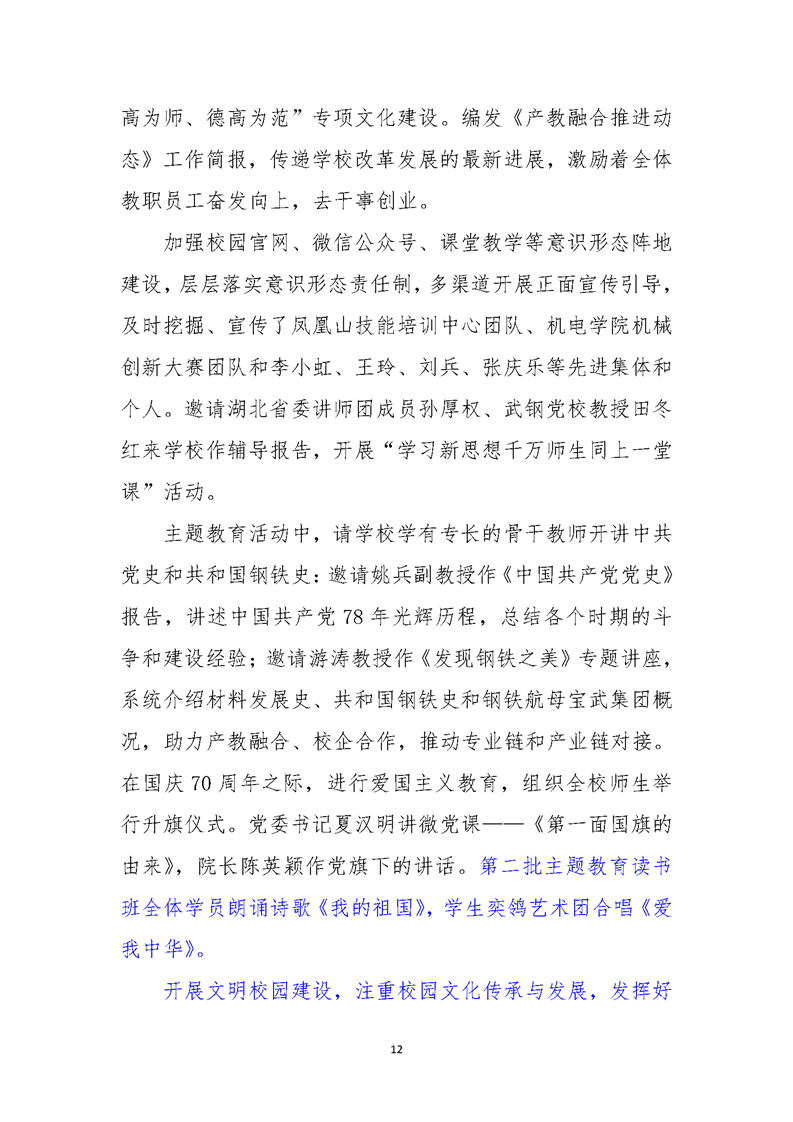 高为师、德高为范”专项文化建设。编发《产教融合推进动
态》工作简报，传递学校改革发展的最新进展，激励着全体
教职员工奋发向上，去干事创业。
加强校园官网、微信公众号、课堂教学等意识形态阵地
建设，层层落实意识形态责任制，多渠道开展正面宣传引导，
及时挖掘、宣传了凤凰山技能培训中心团队、机电学院机械
创新大赛团队和李小虹、王玲、刘兵、张庆乐等先进集体和
个人。邀请湖北省委讲师团成员孙厚权、武钢党校教授田冬
红来学校作辅导报告，开展“学习新思想千万师生同上一堂
课”活动。
主题教育活动中，请学校学有专长的骨干教师开讲中共
党史和共和国钢铁史：邀请姚兵副教授作《中国共产党党史》
报告，讲述中国共产党 78 年光辉历程，总结各个时期的斗
争和建设经验；邀请游涛教授作《发现钢铁之美》专题讲座，
系统介绍材料发展史、共和国钢铁史和钢铁航母宝武集团概
况，助力产教融合、校企合作，推动专业链和产业链对接。
在国庆 70 周年之际，进行爱国主义教育，组织全校师生举
行升旗仪式。党委书记夏汉明讲微党课——《第一面国旗的
由来》，院长陈英颖作党旗下的讲话。第二批主题教育读书
班全体学员朗诵诗歌《我的祖国》，学生奕鸰艺术团合唱《爱
我中华》。
开展文明校园建设，注重校园文化传承与发展，发挥好
12